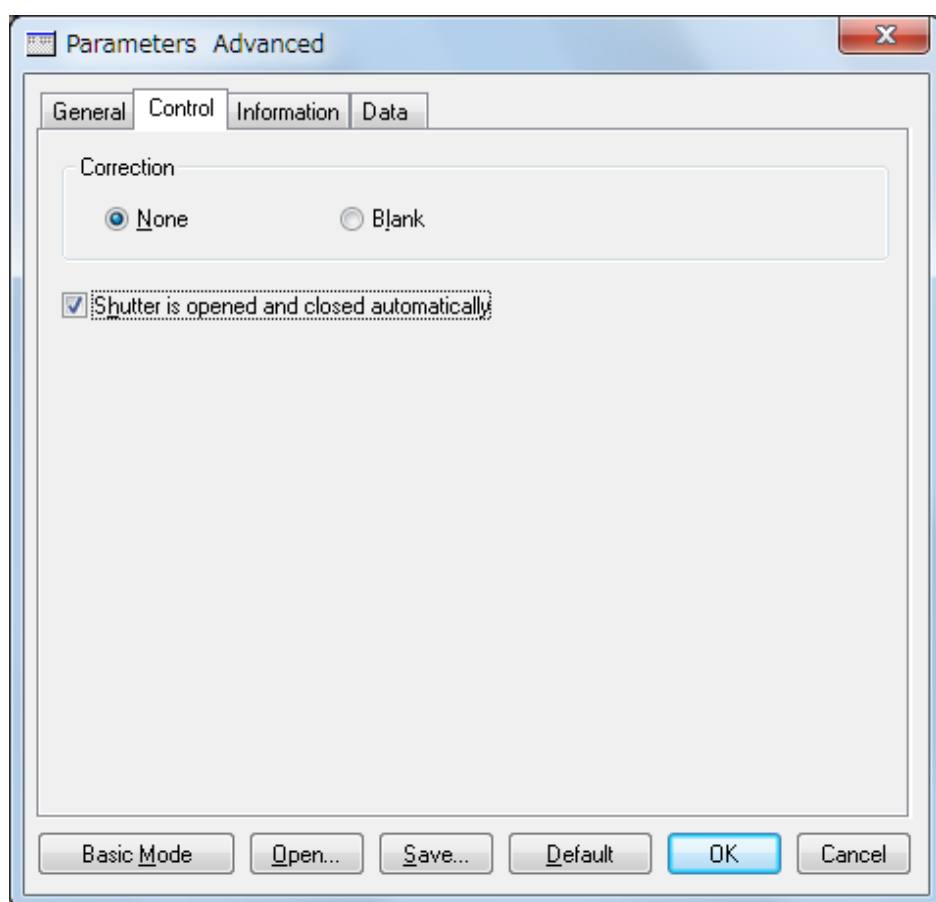 Parameters Advanced
General Control Information Data
Correction
None Blank
Shutter is opened and closed automatically
Basic Mode Open... Save... Default OK Cancel